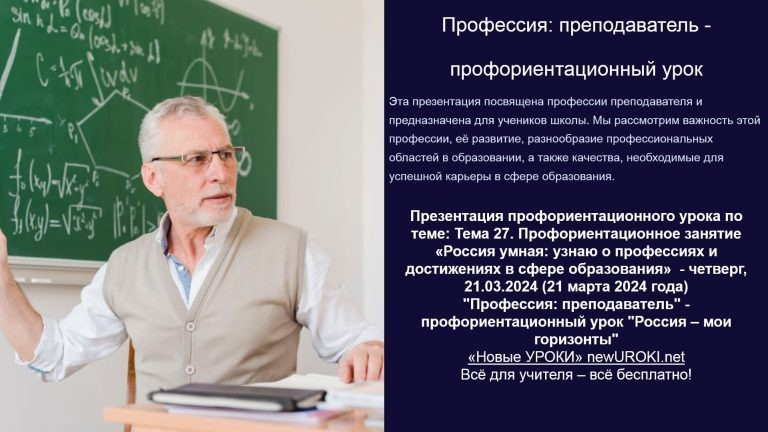 Профессия: преподаватель -
профориентационный урок
Эта презентация посвящена профессии преподавателя и
предназначена для учеников школы. Мы рассмотрим важность этой
профессии, её развитие, разнообразие профессиональных
областей в образовании, а также качества, необходимые для
успешной карьеры в сфере образования.
Презентация профориентационного урока по
теме: Тема 27. Профориентационное занятие
«Россия умная: узнаю о профессиях и
достижениях в сфере образования» - четверг,
21.03.2024 (21 марта 2024 года)
"Профессия: преподаватель" -
профориентационный урок "Россия – мои
горизонты"
«Новые УРОКИ» newUROKI.net
Всё для учителя – всё бесплатно!